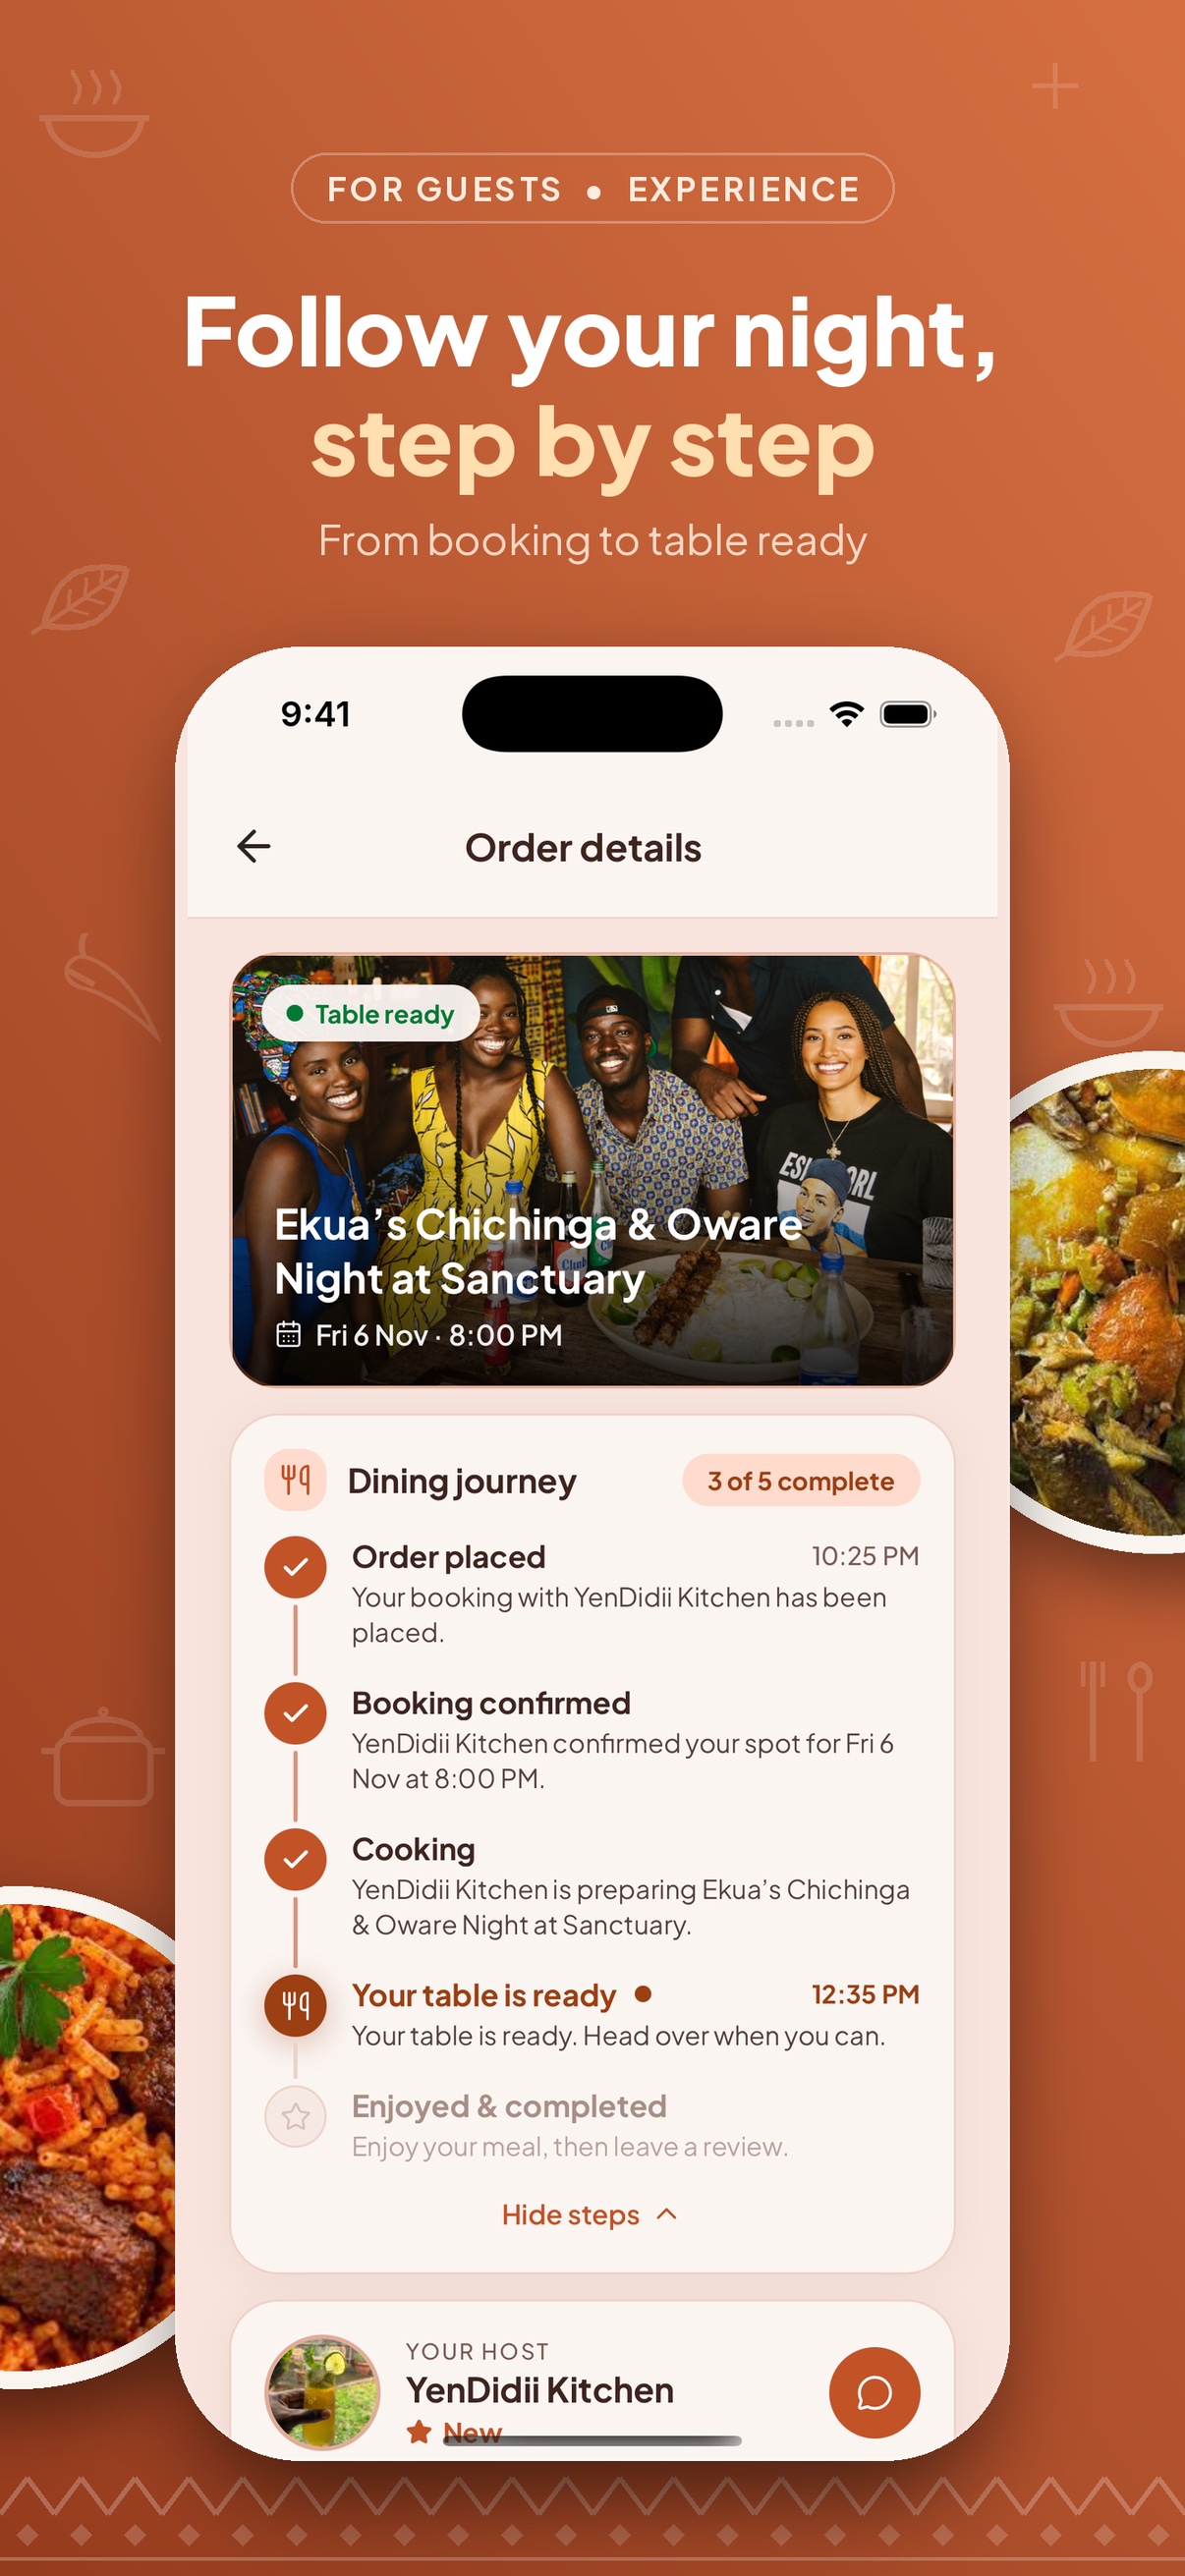 FOR GUESTS • EXPERIENCE
Follow your night,
step by step
From booking to table ready
9:41
Order details
Table ready
Ekua’s Chichinga & Oware
Night at Sanctuary
Fri 6 Nov · 8:00 PM
Dining journey
3 of 5 complete
Order placed
10:25 PM
Your booking with YenDidii Kitchen has been
placed.
Booking confirmed
YenDidii Kitchen confirmed your spot for Fri 6
Nov at 8:00 PM.
Cooking
YenDidii Kitchen is preparing Ekua’s Chichinga
& Oware Night at Sanctuary.
Your table is ready
12:35 PM
Your table is ready. Head over when you can.
Enjoyed & completed
Enjoy your meal, then leave a review.
Hide steps
YOUR HOST
YenDidii Kitchen
New